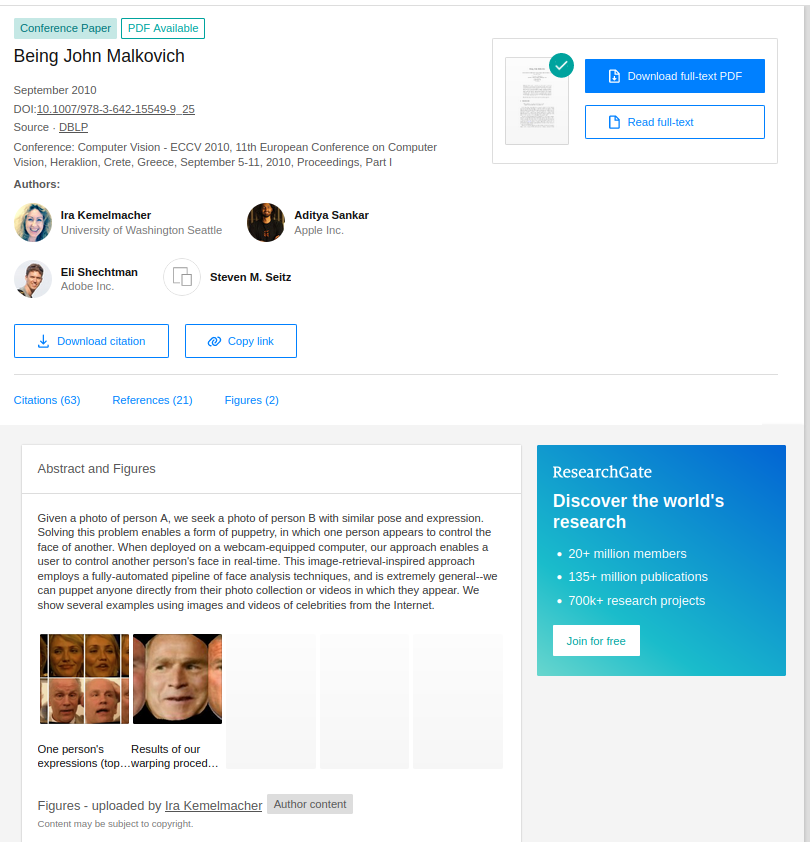 Conference Paper
PDF Available
Being John Malkovich
September 2010
DOI:10.1007/978-3-642-15549-9_25
Source · DBLP
Conference: Computer Vision - ECCV 2010, 11th European Conference on Computer
Vision, Heraklion, Crete, Greece, September 5-11, 2010, Proceedings, Part I
Authors:
Ira Kemelmacher
University of Washington Seattle
Aditya Sankar
Apple Inc.
Eli Shechtman
Adobe Inc.
Steven M. Seitz
Download full-text PDF
Read full-text
Download citation
Copy link
Citations (63)
References (21)
Figures (2)
Abstract and Figures
Given a photo of person A, we seek a photo of person B with similar pose and expression.
Solving this problem enables a form of puppetry, in which one person appears to control the
face of another. When deployed on a webcam-equipped computer, our approach enables a
user to control another person's face in real-time. This image-retrieval-inspired approach
employs a fully-automated pipeline of face analysis techniques, and is extremely general--we
can puppet anyone directly from their photo collection or videos in which they appear. We
show several examples using images and videos of celebrities from the Internet.
One person's
expressions (top…
Results of our
warping proced…
Figures - uploaded by Ira Kemelmacher
Author content
Content may be subject to copyright.
ResearchGate
Discover the world's
research
• 20+ million members
• 135+ million publications
• 700k+ research projects
Join for free